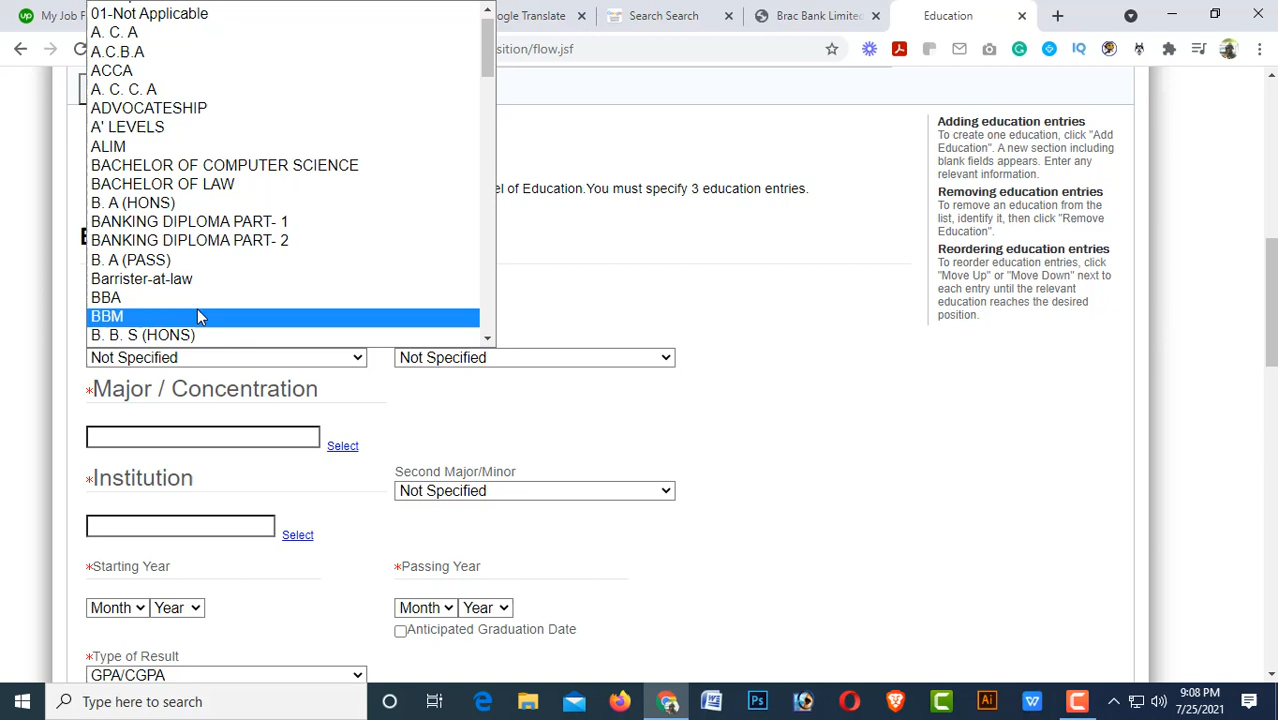 My Job F
oogle Translate
Search Search
Brac Bank Limited
Education
sition/flow.jsf
01-Not Applicable
A. C. A
A.C.B.A
ACCA
A. C. C. A
ADVOCATESHIP
A' LEVELS
ALIM
BACHELOR OF COMPUTER SCIENCE
BACHELOR OF LAW
B. A (HONS)
BANKING DIPLOMA PART- 1
BANKING DIPLOMA PART- 2
B. A (PASS)
Barrister-at-law
BBA
BBM
B. B. S (HONS)
el of Education.You must specify 3 education entries.
Adding education entries
To create one education, click "Add
Education". A new section including
blank fields appears. Enter any
relevant information.
Removing education entries
To remove an education from the
list, identify it, then click "Remove
Education".
Reordering education entries
To reorder education entries, click
"Move Up" or "Move Down" next to
each entry until the relevant
education reaches the desired
position.
Not Specified
Not Specified
*Major / Concentration
Select
*Institution
Second Major/Minor
Not Specified
Select
*Starting Year
*Passing Year
Month Year
Month Year
Anticipated Graduation Date
*Type of Result
GPA/CGPA
Type here to search
9:08 PM
7/25/2021